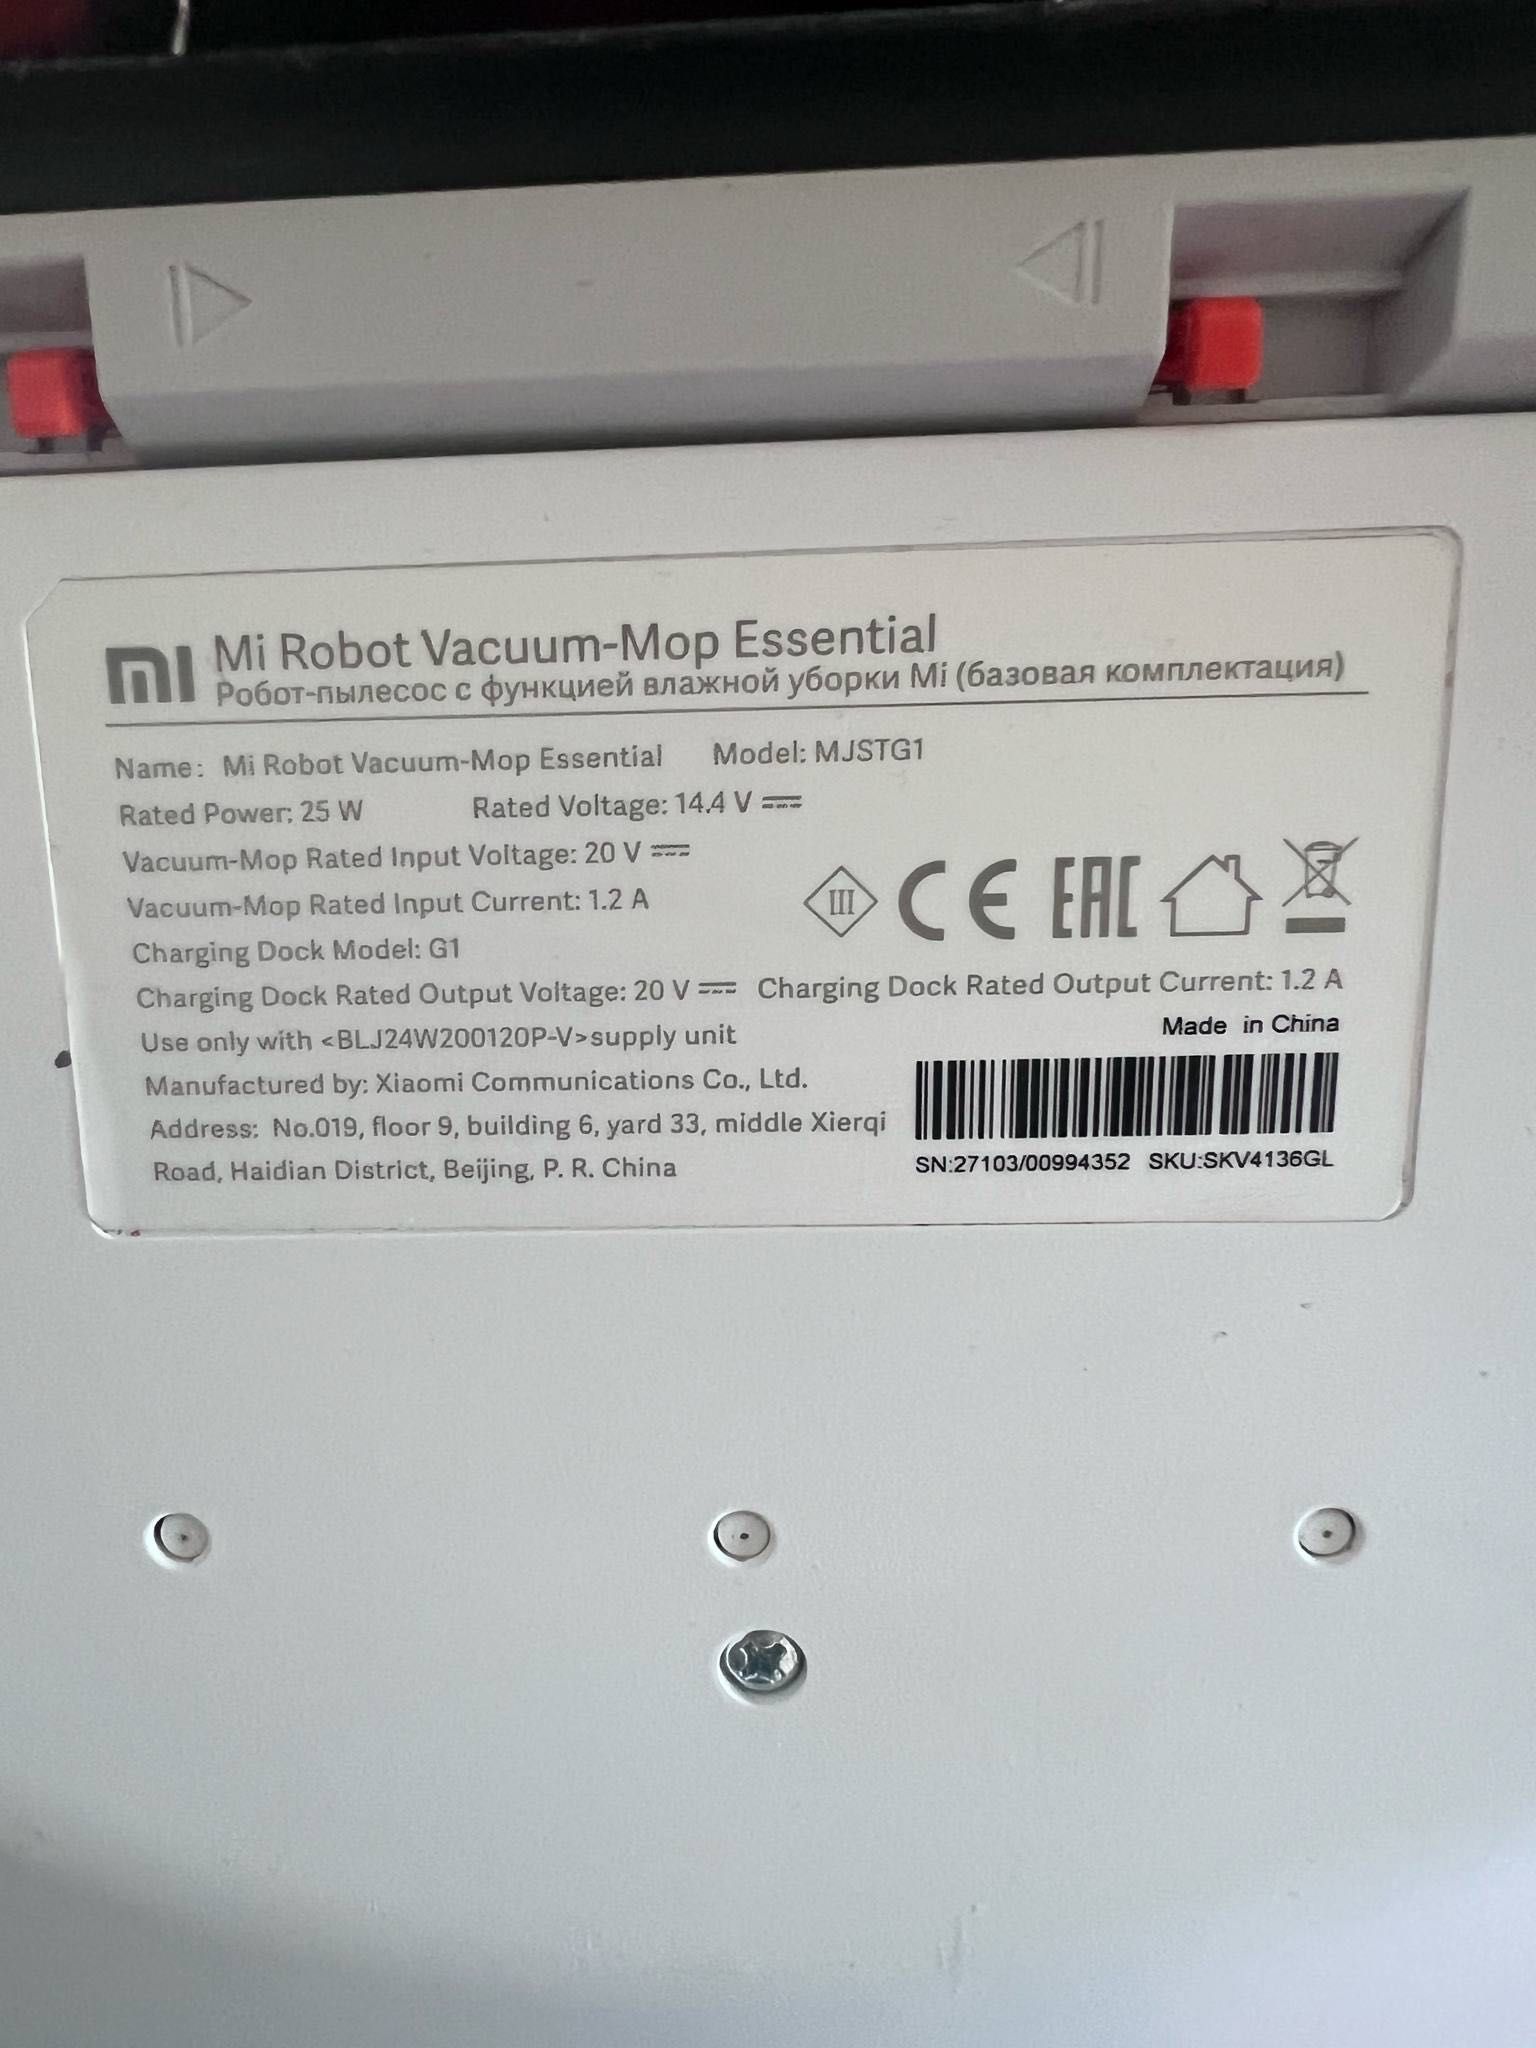 mi Mi Robot Vacuum-Mop Essential
Робот-пылесос с функцией влажной уборки Mi (базовая комплектация)
Name: Mi Robot Vacuum-Mop Essential Model: MJSTG1
Rated Power: 25 W Rated Voltage: 14.4 V ⎓
Vacuum-Mop Rated Input Voltage: 20 V ⎓
Vacuum-Mop Rated Input Current: 1.2 A
III CE EAC
Charging Dock Model: G1
Charging Dock Rated Output Voltage: 20 V ⎓ Charging Dock Rated Output Current: 1.2 A
Use only with <BLJ24W200120P-V>supply unit
Made in China
Manufactured by: Xiaomi Communications Co., Ltd.
Address: No.019, floor 9, building 6, yard 33, middle Xierqi
Road, Haidian District, Beijing, P. R. China
SN:27103/00994352 SKU:SKV4136GL